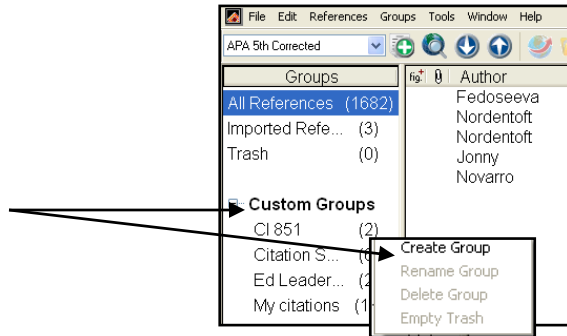 File Edit References Groups Tools Window Help
APA 5th Corrected
Groups
fig. Author
All References (1682)
Imported Refe... (3)
Trash (0)
Fedoseeva
Nordentoft
Nordentoft
Jonny
Novarro
Custom Groups
CI 851 (2)
Citation S...
Ed Leader...
My citations
Create Group
Rename Group
Delete Group
Empty Trash